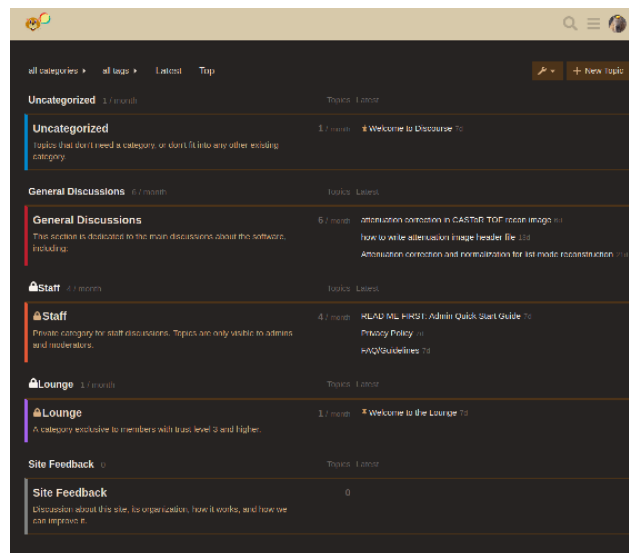 all categories all tags Latest Top
+ New Topic
Uncategorized 1 / month Topics Latest
Uncategorized 1 / month Welcome to Discourse 7d
Topics that don't need a category, or don't fit into any other existing
category.
General Discussions 6 / month Topics Latest
General Discussions 6 / month attenuation correction in CASToR TOF recon image
This section is dedicated to the main discussions about the software, how to write attenuation image header file
including: Attenuation correction and normalization for list-mode reconstruction
Staff 4 / month Topics Latest
Staff 4 / month READ ME FIRST: Admin Quick Start Guide 7d
Private category for staff discussions. Topics are only visible to admins Privacy Policy 7d
and moderators. FAQ/Guidelines 7d
Lounge 1 / month Topics Latest
Lounge 1 / month Welcome to the Lounge 7d
A category exclusive to members with trust level 3 and higher.
Site Feedback 0 Topics Latest
Site Feedback 0
Discussion about this site, its organization, how it works, and how we
can improve it.